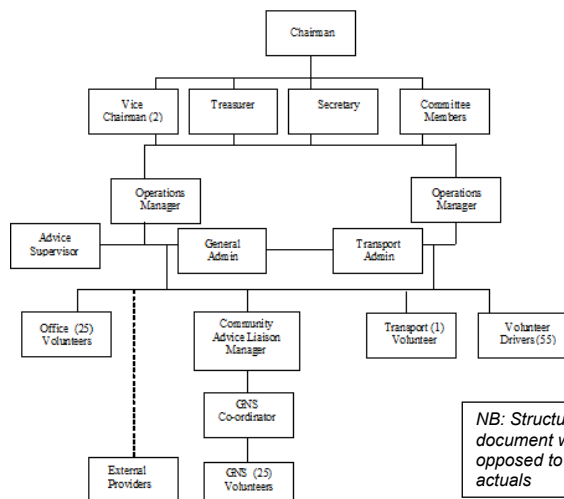 Chairman
Vice
Chairman (2)
Treasurer
Secretary
Committee
Members
Operations
Manager
Operations
Manager
Advice
Supervisor
General
Admin
Transport
Admin
Office (25)
Volunteers
Community
Advice Liaison
Manager
Transport (1)
Volunteer
Volunteer
Drivers (55)
GNS
Co-ordinator
External
Providers
GNS (25)
Volunteers
NB:
document
opposed to
actuals